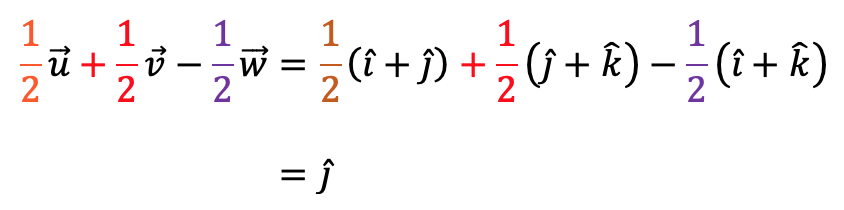 1/2 u⃗ + 1/2 v⃗ − 1/2 w⃗ = 1/2 (î + ĵ) + 1/2 (ĵ + k̂) − 1/2 (î + k̂)
= ĵ